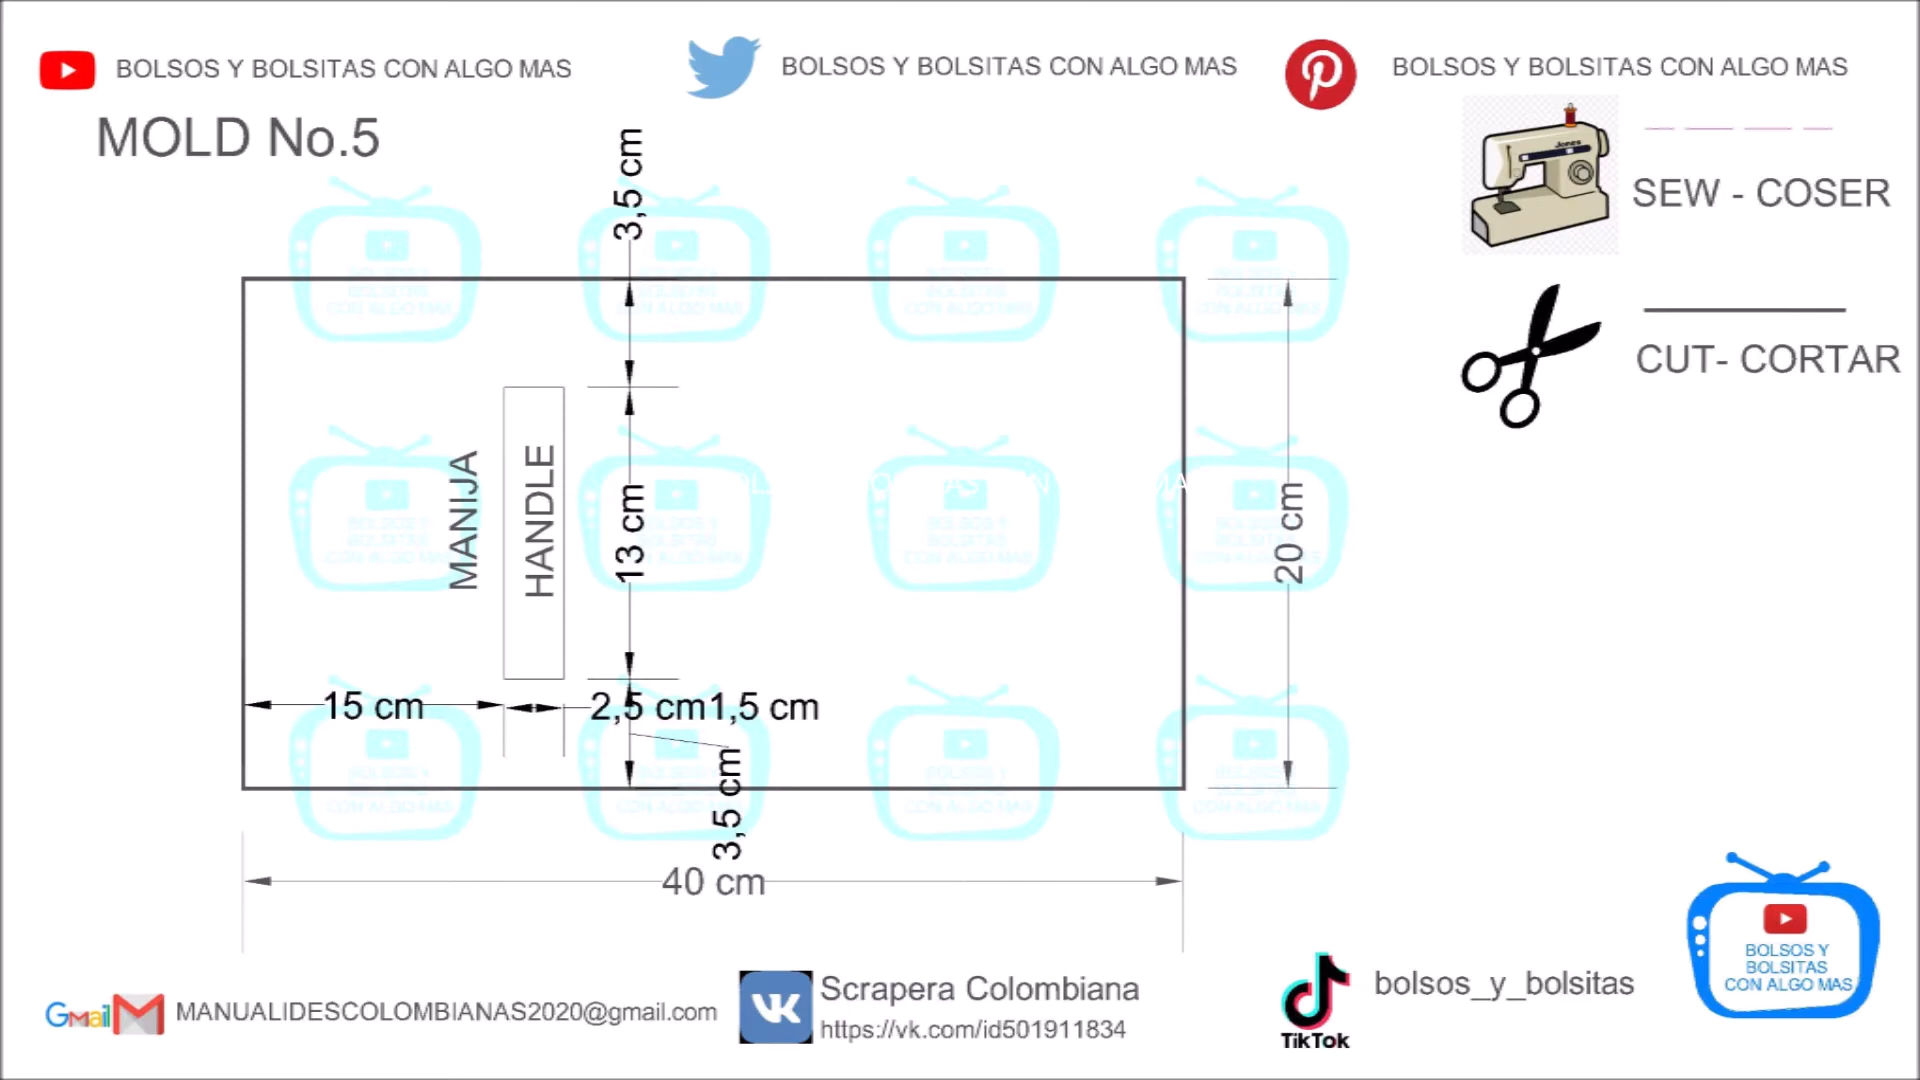 BOLSOS Y BOLSITAS CON ALGO MAS
BOLSOS Y BOLSITAS CON ALGO MAS
BOLSOS Y BOLSITAS CON ALGO MAS
MOLD No.5
Jones
SEW - COSER
CUT- CORTAR
3,5 cm
MANIJA
HANDLE
13 cm
20 cm
15 cm
2,5 cm1,5 cm
3,5 cm
40 cm
BOLSOS Y
BOLSITAS
CON ALGO MAS
Gmail
MANUALIDESCOLOMBIANAS2020@gmail.com
Scrapera Colombiana
https://vk.com/id501911834
TikTok
bolsos_y_bolsitas